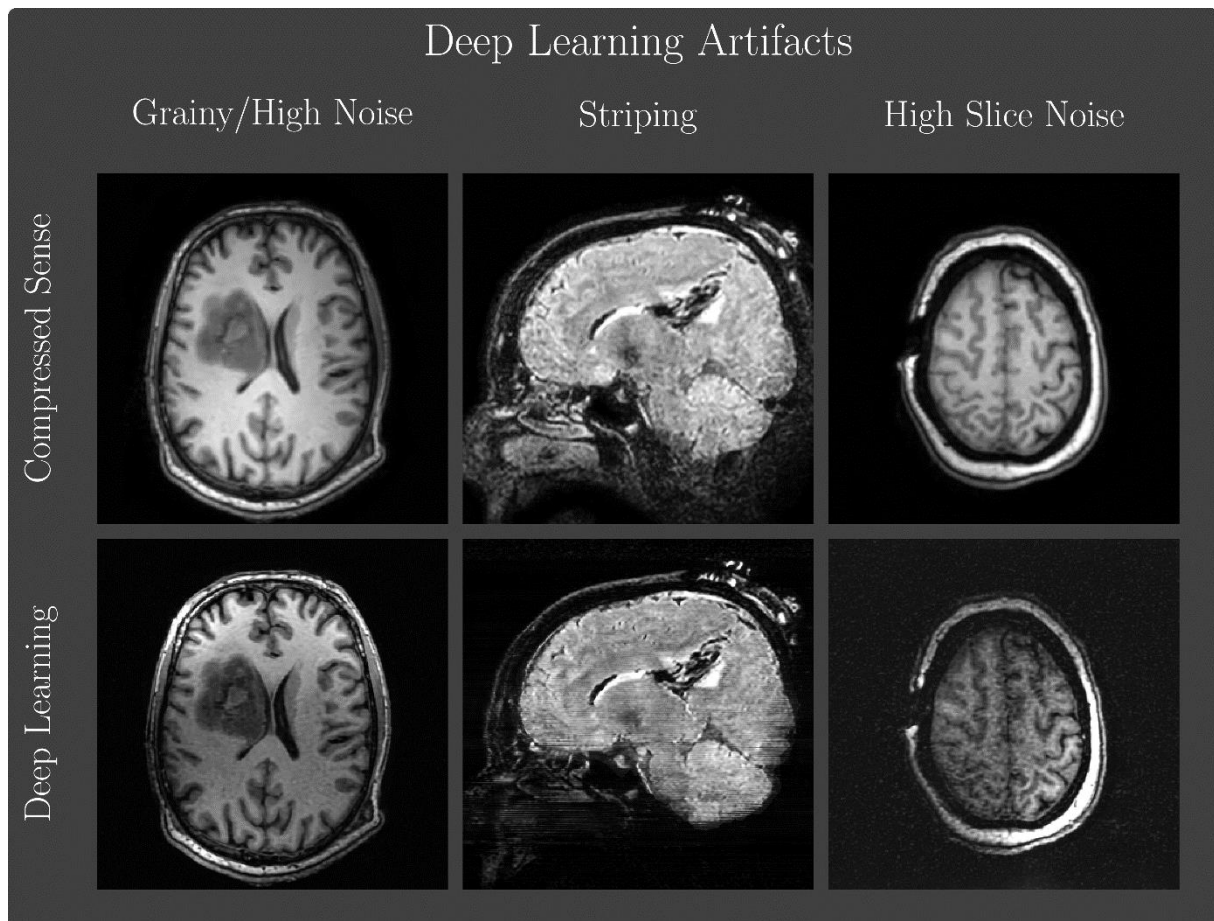 Deep Learning Artifacts
Grainy/High Noise
Striping
High Slice Noise
Compressed Sense
Deep Learning